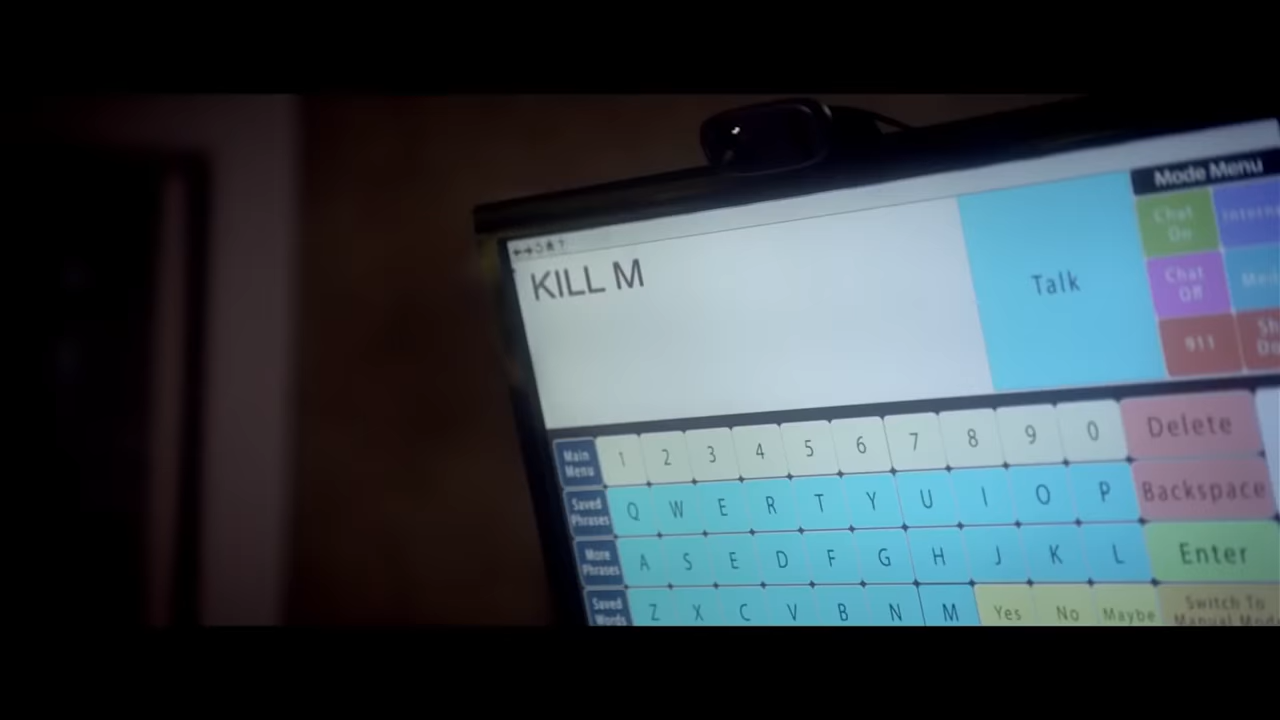 KILL M
Talk
Mode Menu
Chat On
Chat Off
911
Main Menu
1 2 3 4 5 6 7 8 9 0
Delete
Saved Phrases
Q W E R T Y U I O P
Backspace
More Phrases
A S E D F G H J K L
Enter
Saved Words
Z X C V B N M
Yes No Maybe
Switch To